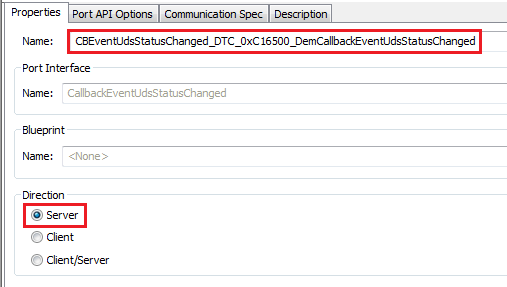 Properties Port API Options Communication Spec Description
Name: CBEventUdsStatusChanged_DTC_0xC16500_DemCallbackEventUdsStatusChanged
Port Interface
Name: CallbackEventUdsStatusChanged
Blueprint
Name: <None>
Direction
Server
Client
Client/Server